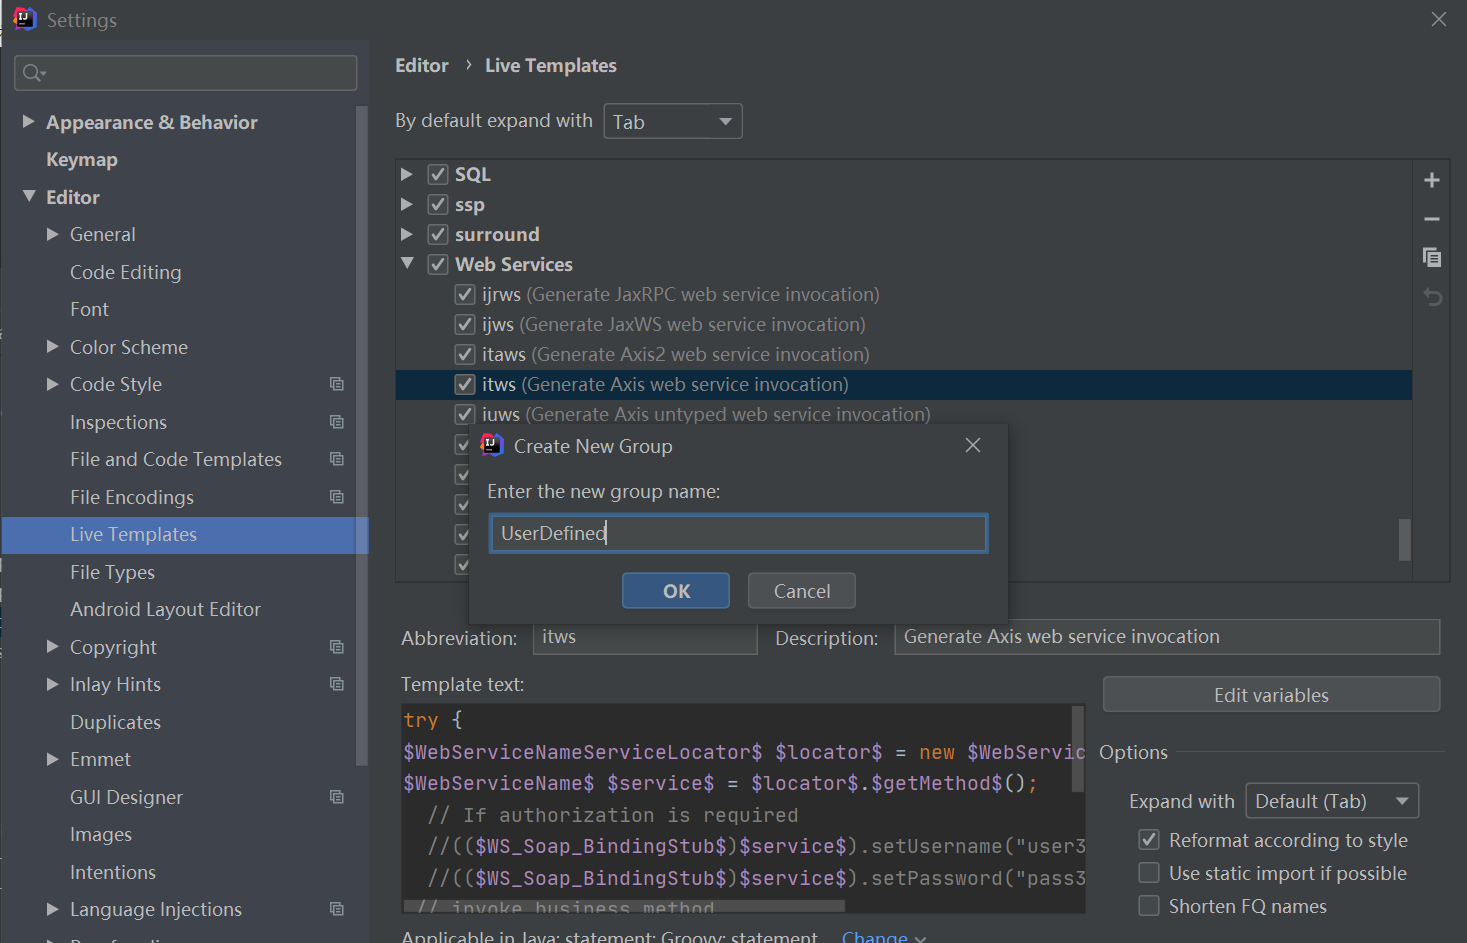 Settings
Appearance & Behavior
Keymap
Editor
General
Code Editing
Font
Color Scheme
Code Style
Inspections
File and Code Templates
File Encodings
Live Templates
File Types
Android Layout Editor
Copyright
Inlay Hints
Duplicates
Emmet
GUI Designer
Images
Intentions
Language Injections
Editor › Live Templates
By default expand with Tab
SQL
ssp
surround
Web Services
ijrws (Generate JaxRPC web service invocation)
ijws (Generate JaxWS web service invocation)
itaws (Generate Axis2 web service invocation)
itws (Generate Axis web service invocation)
iuws (Generate Axis untyped web service invocation)
Create New Group
Enter the new group name:
UserDefined
OK Cancel
Abbreviation: itws Description: Generate Axis web service invocation
Template text:
try {
$WebServiceNameServiceLocator$ $locator$ = new $WebServic
$WebServiceName$ $service$ = $locator$.$getMethod$();
// If authorization is required
//(($WS_Soap_BindingStub$)$service$).setUsername("user3
//(($WS_Soap_BindingStub$)$service$).setPassword("pass3
// invoke business method
Applicable in Java: statement; Groovy: statement. Change
Edit variables
Options
Expand with Default (Tab)
Reformat according to style
Use static import if possible
Shorten FQ names